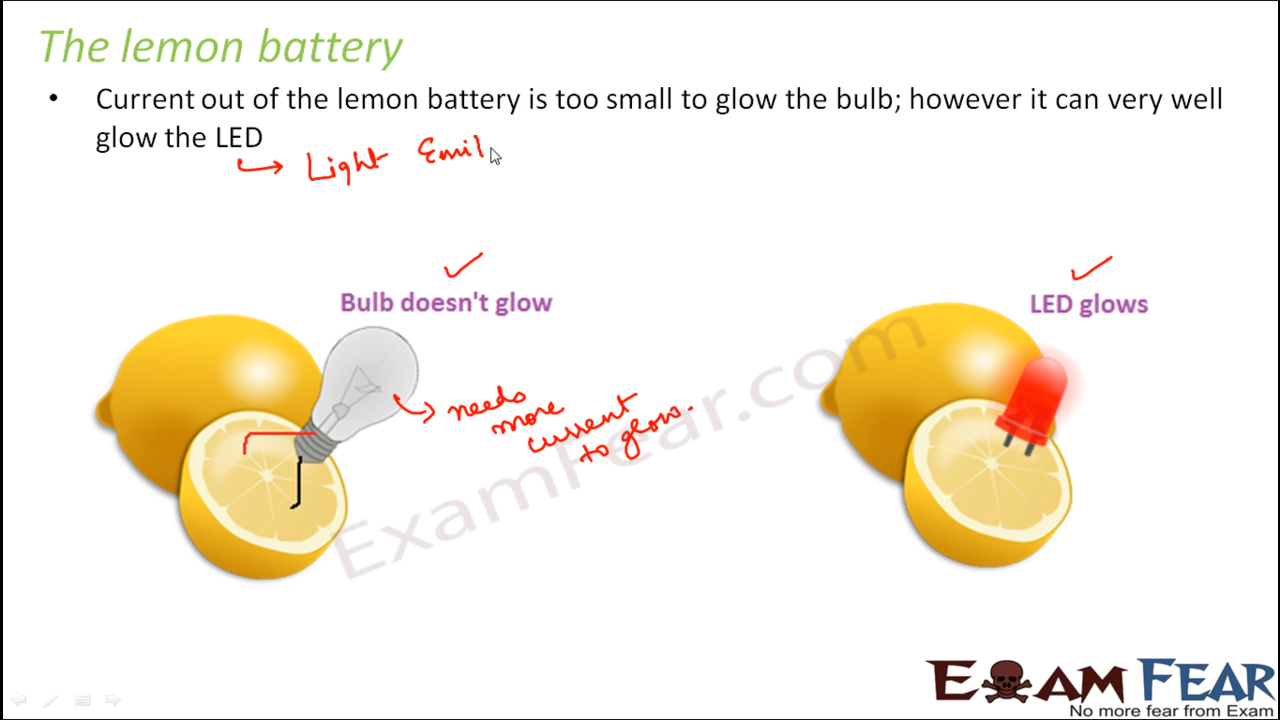 The lemon battery
• Current out of the lemon battery is too small to glow the bulb; however it can very well
glow the LED
Light Emil
Bulb doesn't glow
LED glows
needs
more
current
to glow.
ExamFear.com
EXAM FEAR
No more fear from Exam